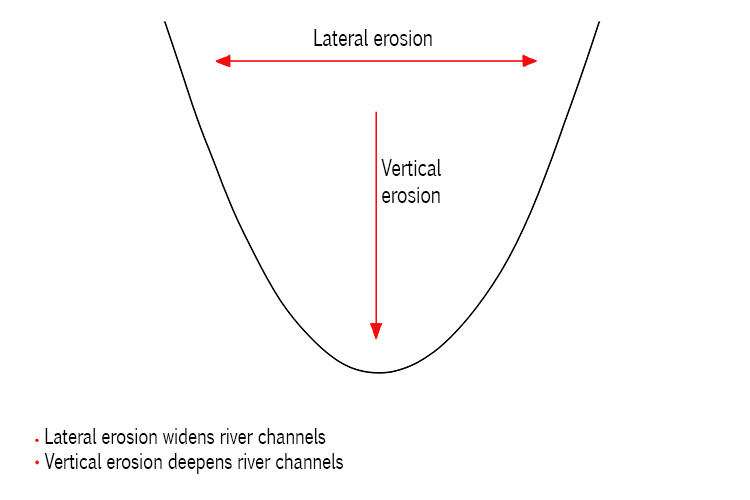 Lateral erosion
Vertical
erosion
Lateral erosion widens river channels
Vertical erosion deepens river channels